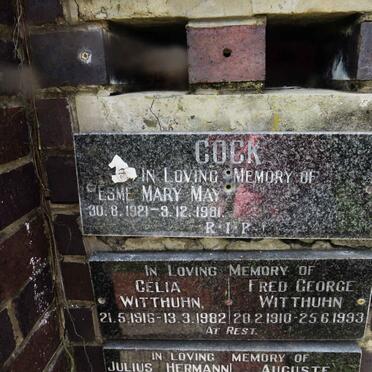 COCK
IN LOVING MEMORY OF
ESME MARY MAY
30.8.1921-3.12.1981.
R.I.P.
IN LOVING MEMORY OF
CELIA WITTHUHN,
21.5.1916-13.3.1982
FRED GEORGE WITTHUHN
28.2.1910-25.6.1993
AT REST.
IN LOVING MEMORY OF
JULIUS HERMANN
AUGUSTE